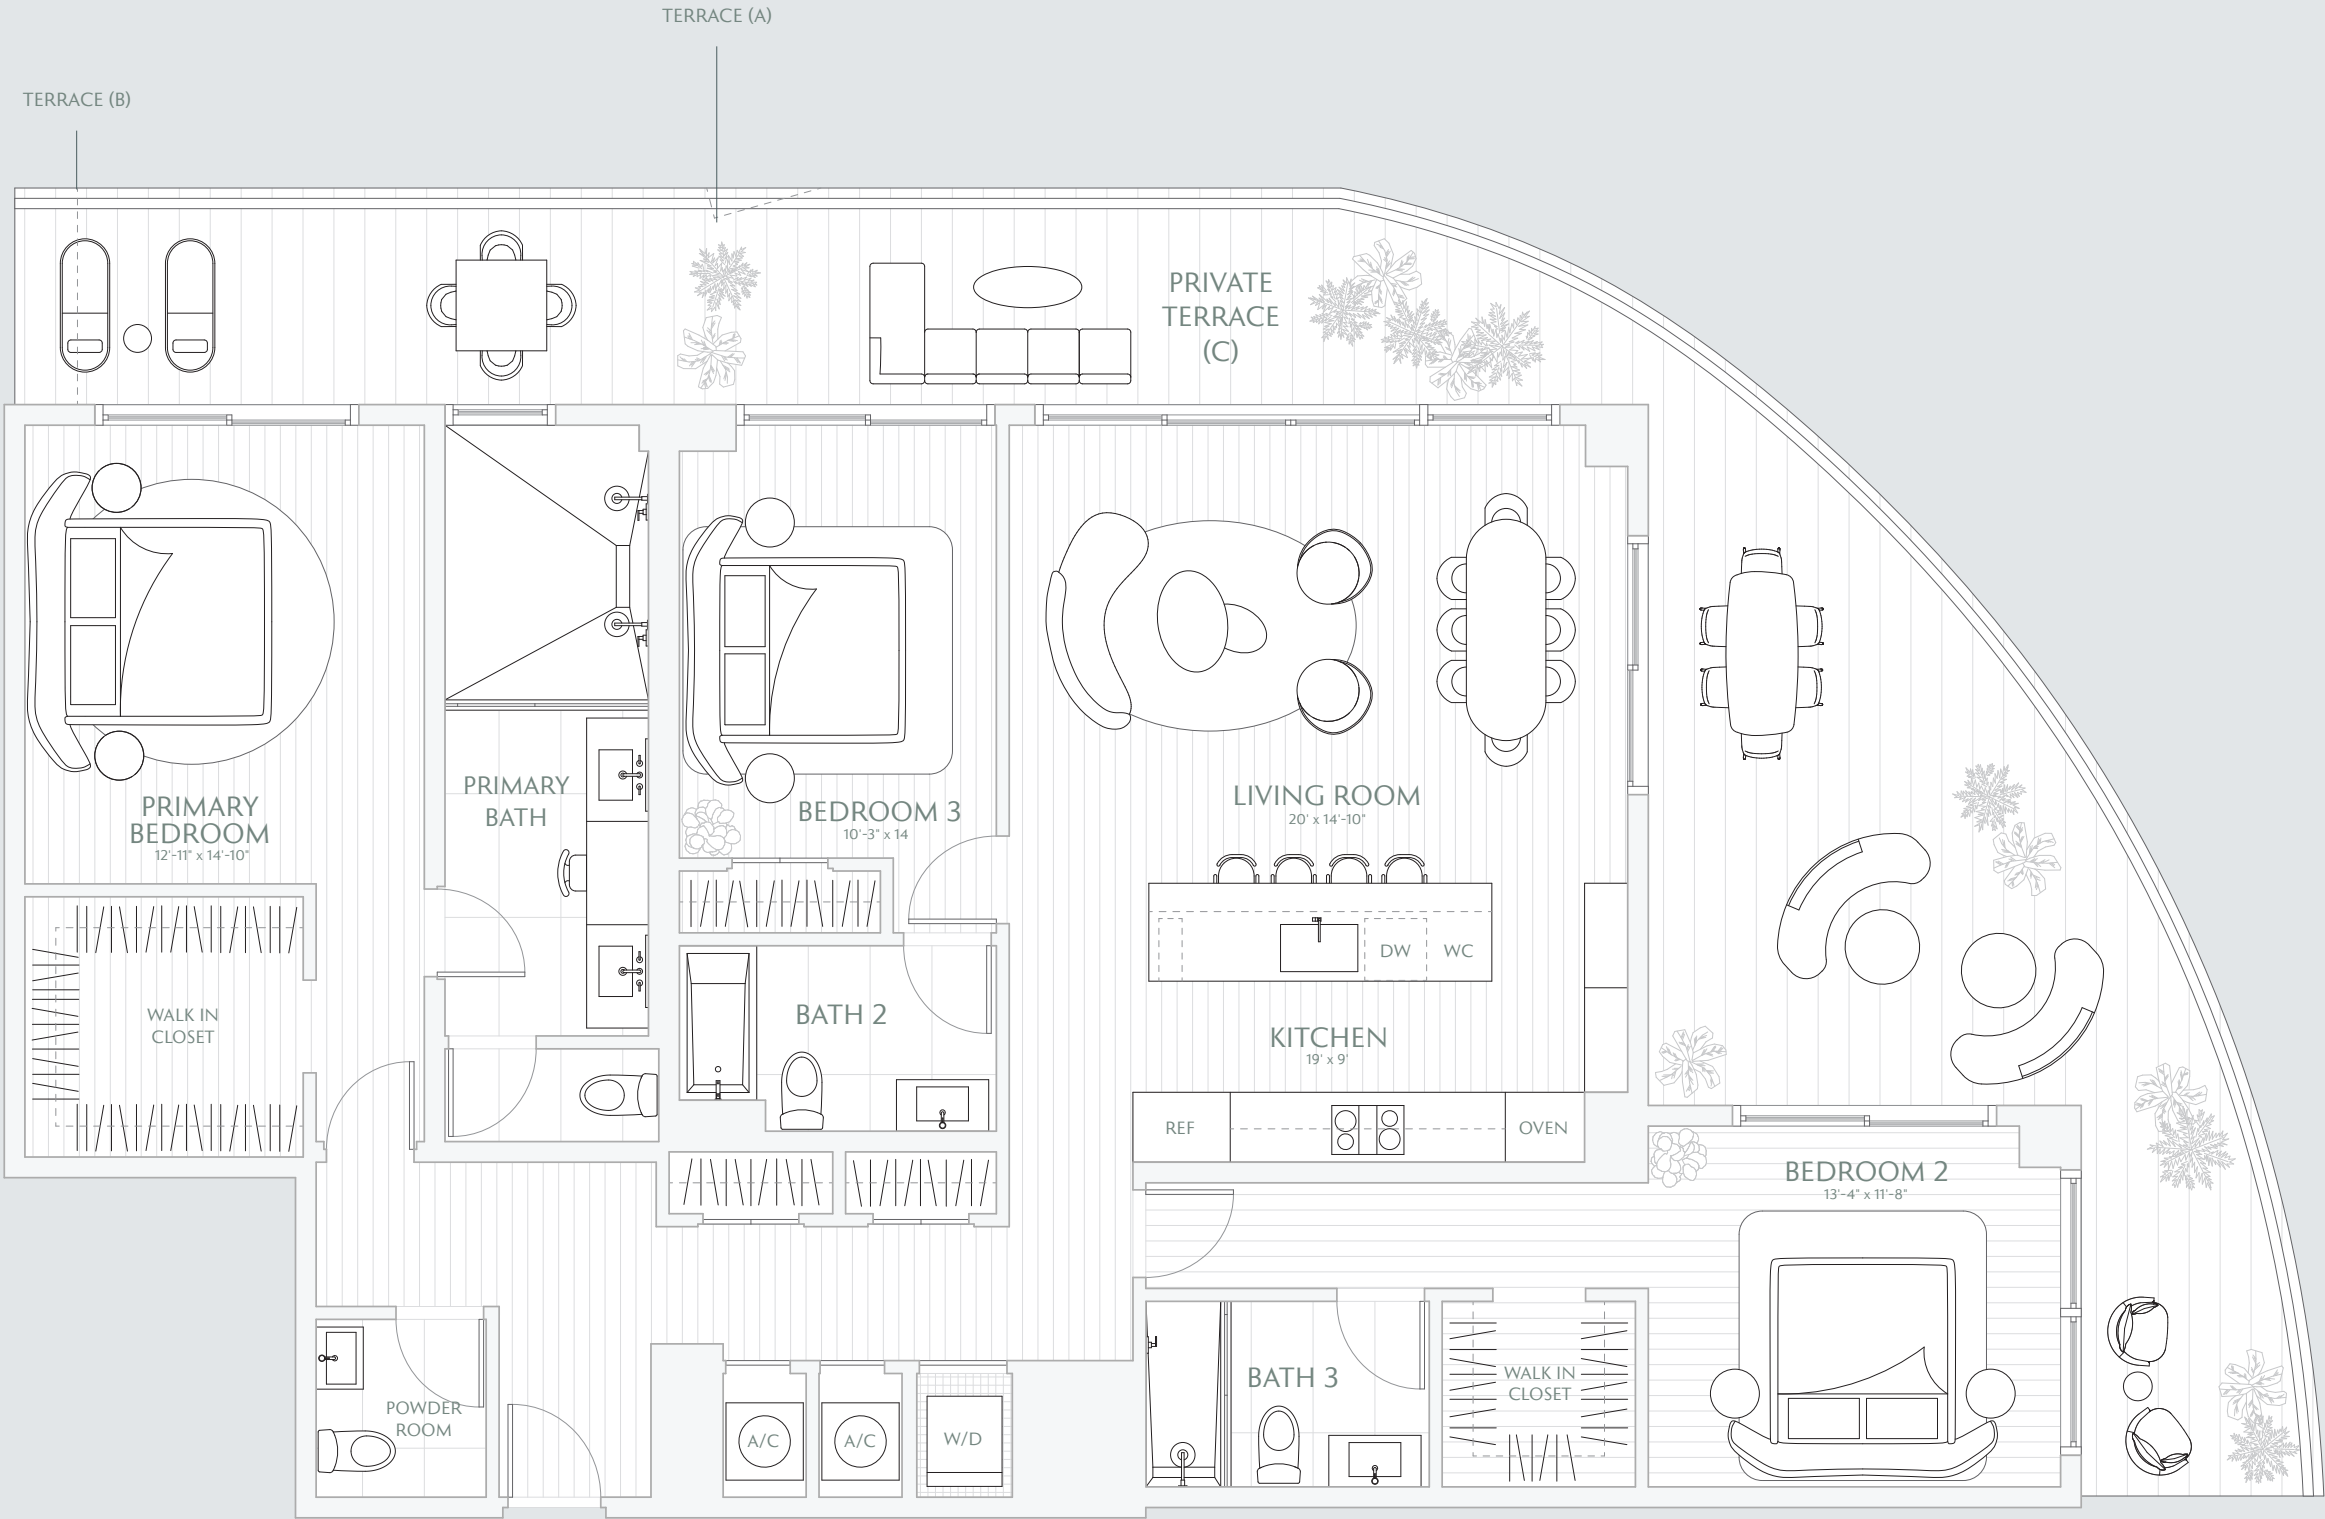 TERRACE (A)
TERRACE (B)
PRIVATE
TERRACE
(C)
PRIMARY
BEDROOM
12'-11" x 14'-10"
PRIMARY
BATH
BEDROOM 3
10'-3" x 14
LIVING ROOM
20' x 14'-10"
WALK IN
CLOSET
BATH 2
DW
WC
KITCHEN
19' x 9'
REF
OVEN
BEDROOM 2
13'-4" x 11'-8"
POWDER
ROOM
A/C
A/C
W/D
BATH 3
WALK IN
CLOSET